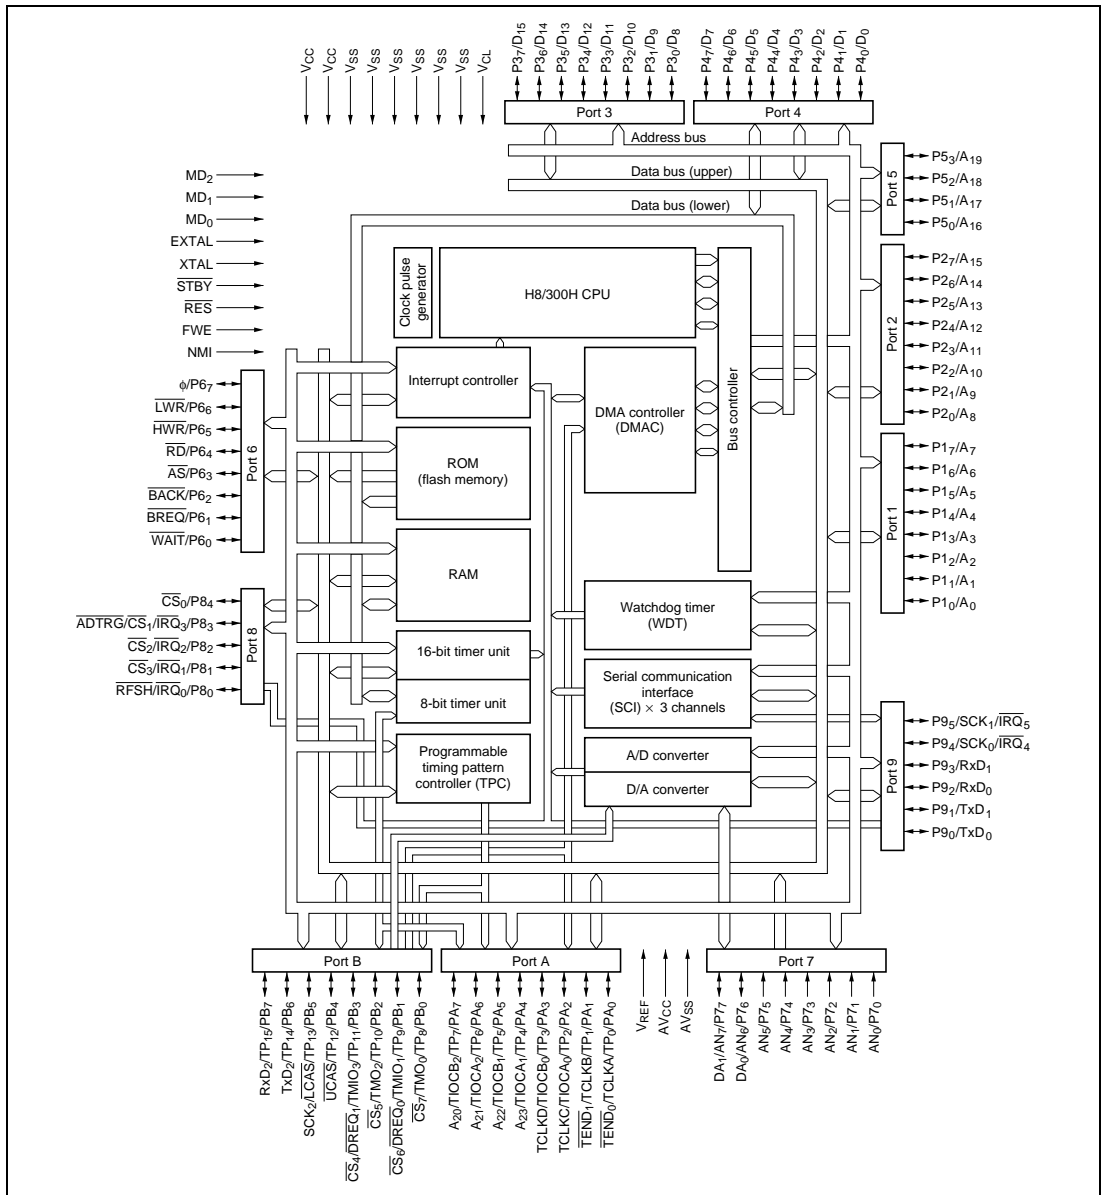 VCC
VCC
VSS
VSS
VSS
VSS
VSS
VSS
VCL
P37/D15
P36/D14
P35/D13
P34/D12
P33/D11
P32/D10
P31/D9
P30/D8
P47/D7
P46/D6
P45/D5
P44/D4
P43/D3
P42/D2
P41/D1
P40/D0
Port 3
Port 4
Address bus
Data bus (upper)
Data bus (lower)
MD2
MD1
MD0
EXTAL
XTAL
STBY
RES
FWE
NMI
φ/P67
LWR/P66
HWR/P65
RD/P64
AS/P63
BACK/P62
BREQ/P61
WAIT/P60
Port 6
CS0/P84
ADTRG/CS1/IRQ3/P83
CS2/IRQ2/P82
CS3/IRQ1/P81
RFSH/IRQ0/P80
Port 8
Clock pulse
generator
H8/300H CPU
Interrupt controller
ROM
(flash memory)
RAM
16-bit timer unit
8-bit timer unit
Programmable
timing pattern
controller (TPC)
DMA controller
(DMAC)
Bus controller
Watchdog timer
(WDT)
Serial communication
interface
(SCI) × 3 channels
A/D converter
D/A converter
Port 5
P53/A19
P52/A18
P51/A17
P50/A16
Port 2
P27/A15
P26/A14
P25/A13
P24/A12
P23/A11
P22/A10
P21/A9
P20/A8
Port 1
P17/A7
P16/A6
P15/A5
P14/A4
P13/A3
P12/A2
P11/A1
P10/A0
Port 9
P95/SCK1/IRQ5
P94/SCK0/IRQ4
P93/RxD1
P92/RxD0
P91/TxD1
P90/TxD0
Port B
Port A
Port 7
RxD2/TP15/PB7
TxD2/TP14/PB6
SCK2/LCAS/TP13/PB5
UCAS/TP12/PB4
CS4/DREQ1/TMIO3/TP11/PB3
CS5/TMO2/TP10/PB2
CS6/DREQ0/TMIO1/TP9/PB1
CS7/TMO0/TP8/PB0
A20/TIOCB2/TP7/PA7
A21/TIOCA2/TP6/PA6
A22/TIOCB1/TP5/PA5
A23/TIOCA1/TP4/PA4
TCLKD/TIOCB0/TP3/PA3
TCLKC/TIOCA0/TP2/PA2
TEND1/TCLKB/TP1/PA1
TEND0/TCLKA/TP0/PA0
VREF
AVCC
AVSS
DA1/AN7/P77
DA0/AN6/P76
AN5/P75
AN4/P74
AN3/P73
AN2/P72
AN1/P71
AN0/P70